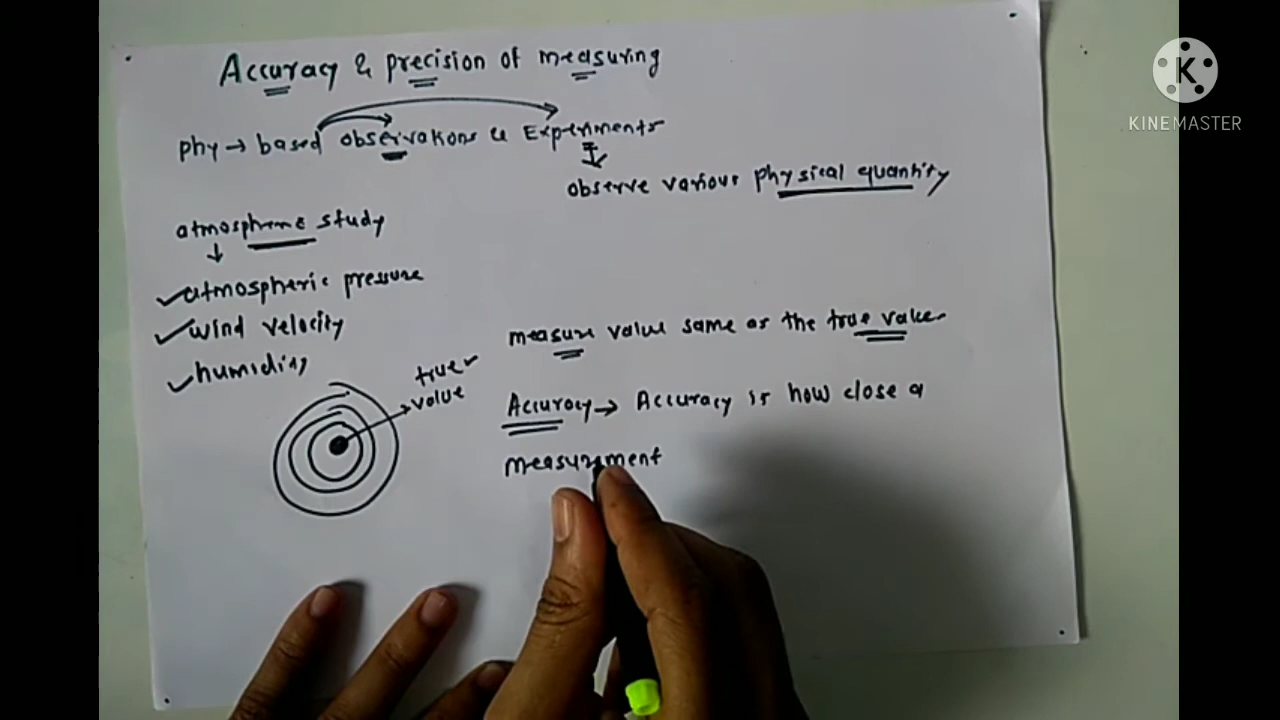 Accuracy & precision of measuring
phy → based observations & Experiments
observe various physical quantity
atmosphere study
atmospheric pressure
wind velocity
humidity
true
value
measure value same as the true value
Accuracy → Accuracy is how close a
measurement
K
KINEMASTER